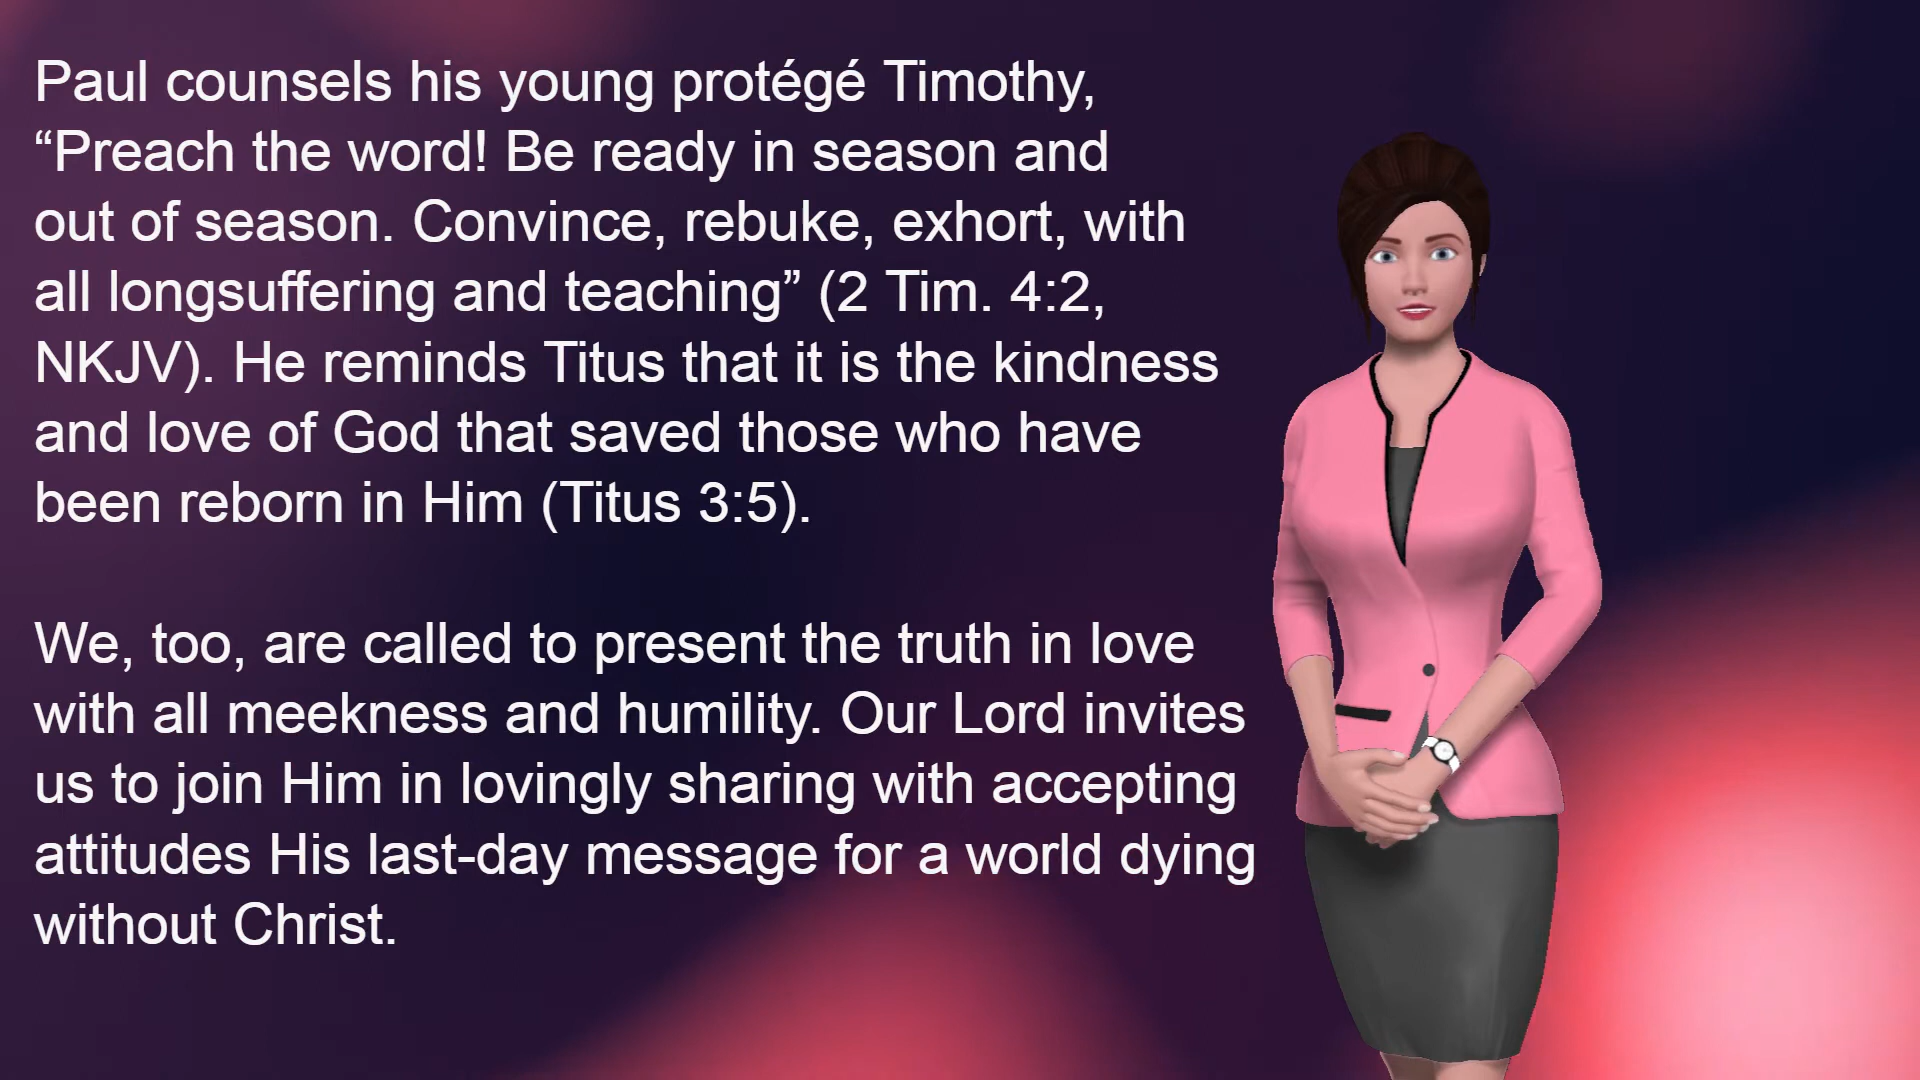 Paul counsels his young protégé Timothy,
“Preach the word! Be ready in season and
out of season. Convince, rebuke, exhort, with
all longsuffering and teaching” (2 Tim. 4:2,
NKJV). He reminds Titus that it is the kindness
and love of God that saved those who have
been reborn in Him (Titus 3:5).
We, too, are called to present the truth in love
with all meekness and humility. Our Lord invites
us to join Him in lovingly sharing with accepting
attitudes His last-day message for a world dying
without Christ.